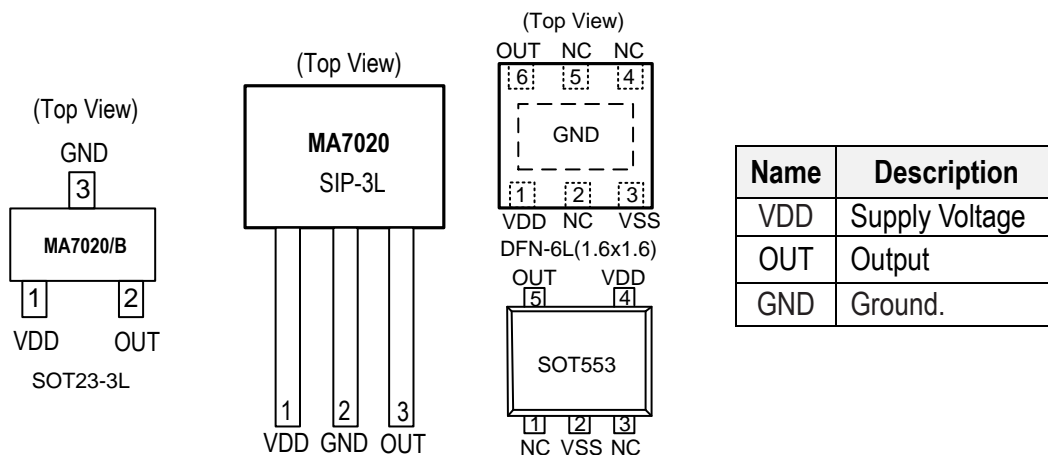 (Top View)
GND
3
MA7020/B
1 2
VDD OUT
SOT23-3L
(Top View)
MA7020
SIP-3L
1 2 3
VDD GND OUT
(Top View)
OUT NC NC
6 5 4
GND
1 2 3
VDD NC VSS
DFN-6L(1.6x1.6)
OUT VDD
5 4
SOT553
1 2 3
NC VSS NC
Name Description
VDD Supply Voltage
OUT Output
GND Ground.